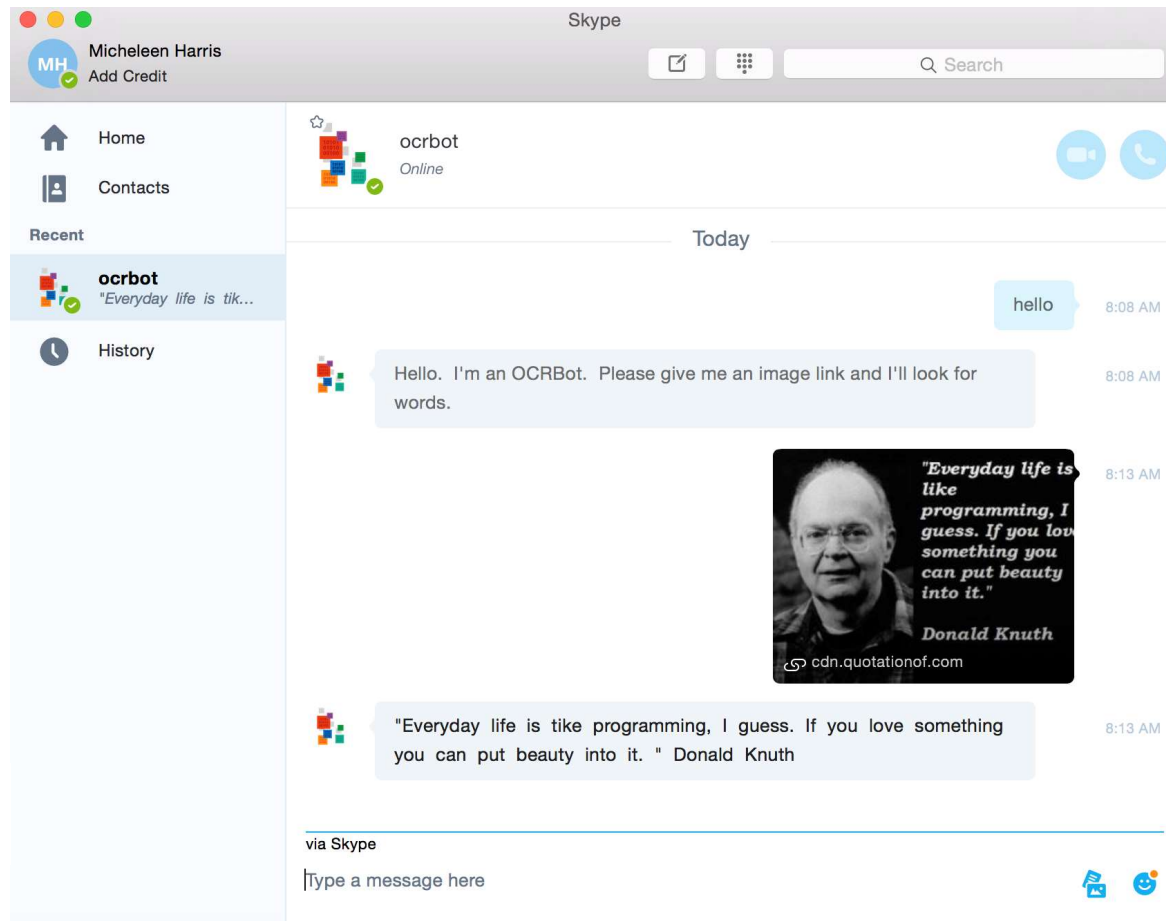 Skype
MH
Micheleen Harris
Add Credit
Search
Home
Contacts
Recent
ocrbot
"Everyday life is tik...
History
ocrbot
Online
Today
hello
8:08 AM
Hello. I'm an OCRBot. Please give me an image link and I'll look for
words.
8:08 AM
"Everyday life is
like
programming, I
guess. If you lov
something you
can put beauty
into it."
Donald Knuth
cdn.quotationof.com
8:13 AM
"Everyday life is tike programming, I guess. If you love something
you can put beauty into it. " Donald Knuth
8:13 AM
via Skype
Type a message here